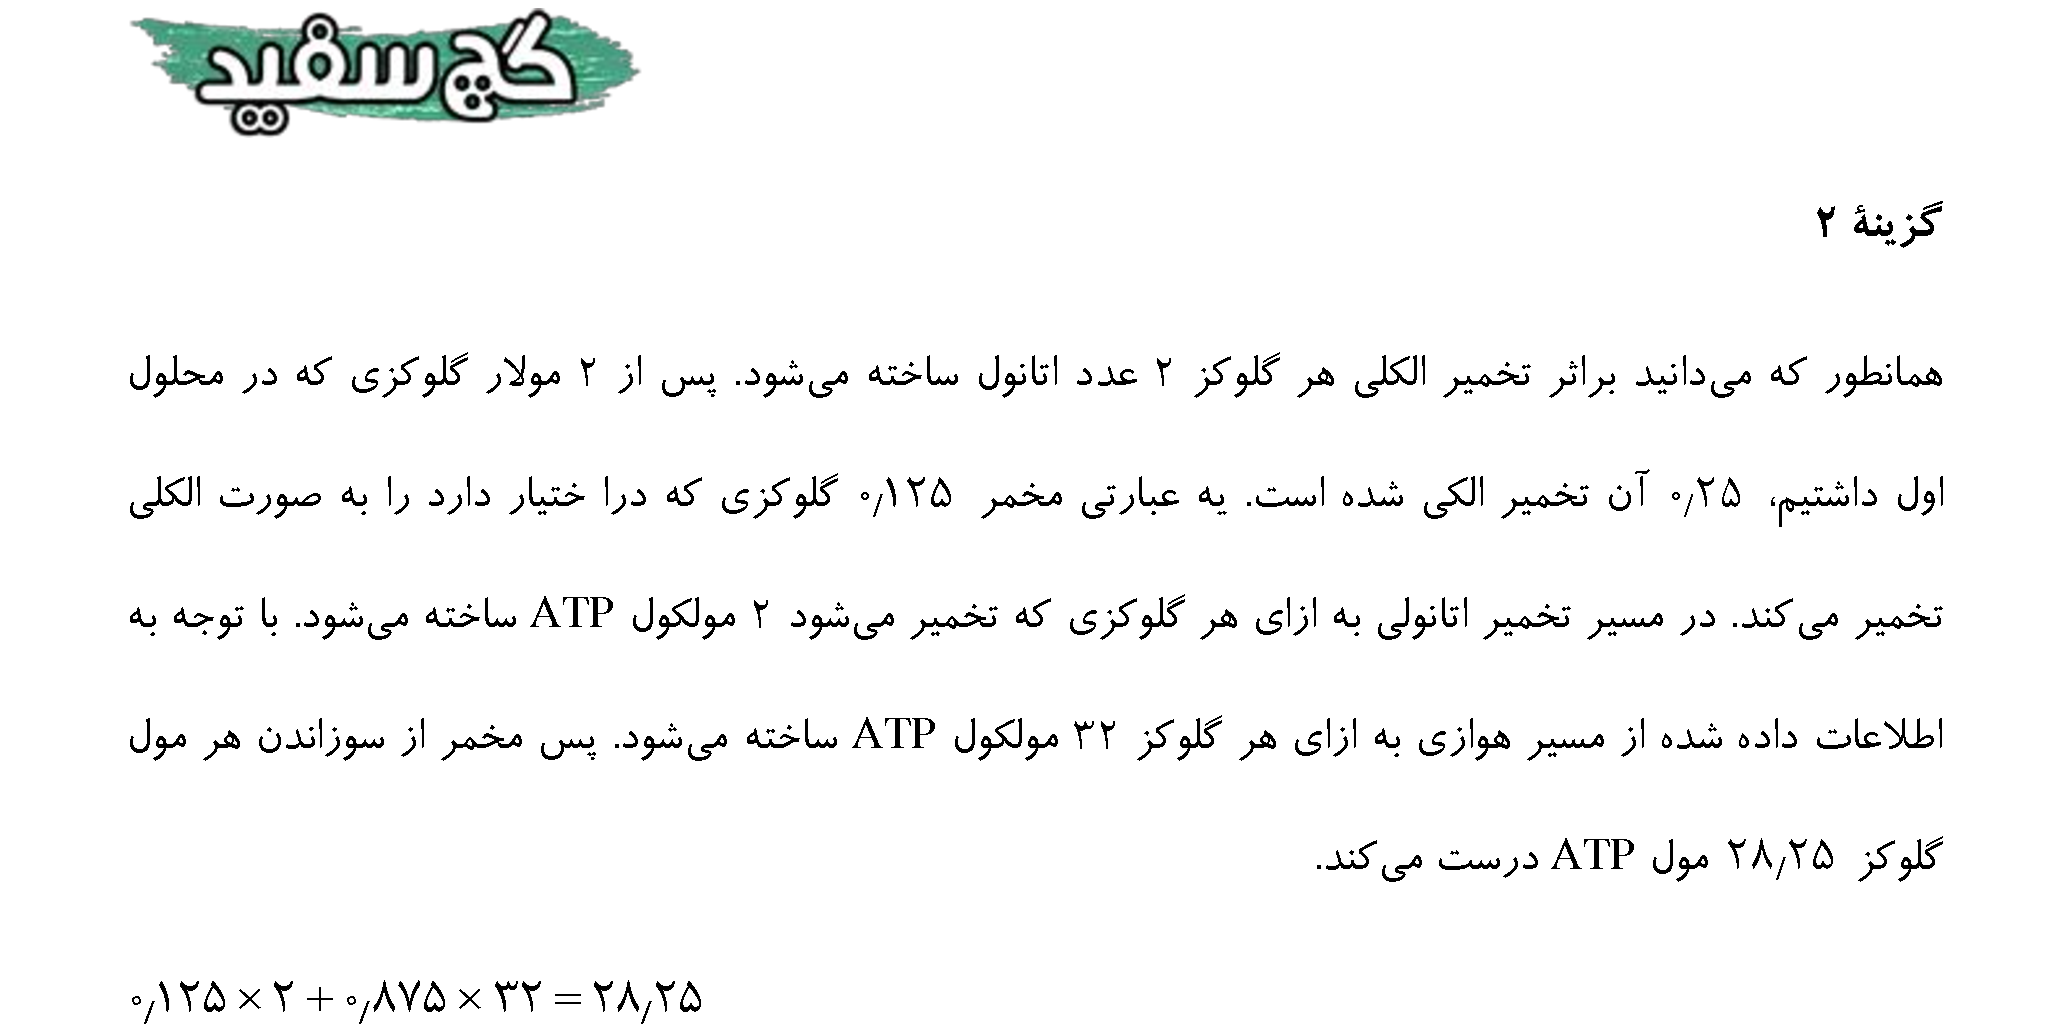 گچ سفید
گزینهٔ ۲
همانطور که می‌دانید براثر تخمیر الکلی هر گلوکز ۲ عدد اتانول ساخته می‌شود. پس از ۲ مولار گلوکزی که در محلول
اول داشتیم، ۰٫۲۵ آن تخمیر الکی شده است. یه عبارتی مخمر ۰٫۱۲۵ گلوکزی که درا ختیار دارد را به صورت الکلی
تخمیر می‌کند. در مسیر تخمیر اتانولی به ازای هر گلوکزی که تخمیر می‌شود ۲ مولکول ATP ساخته می‌شود. با توجه به
اطلاعات داده شده از مسیر هوازی به ازای هر گلوکز ۳۲ مولکول ATP ساخته می‌شود. پس مخمر از سوزاندن هر مول
گلوکز ۲۸٫۲۵ مول ATP درست می‌کند.
۰٫۱۲۵ × ۲ + ۰٫۸۷۵ × ۳۲ = ۲۸٫۲۵